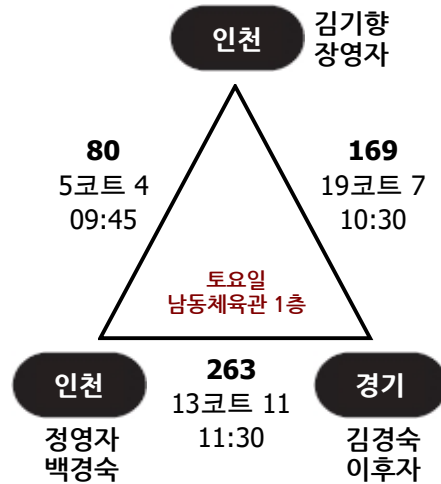 인천
김기향
장영자
80
5코트 4
09:45
169
19코트 7
10:30
토요일
남동체육관 1층
인천
정영자
백경숙
263
13코트 11
11:30
경기
김경숙
이후자